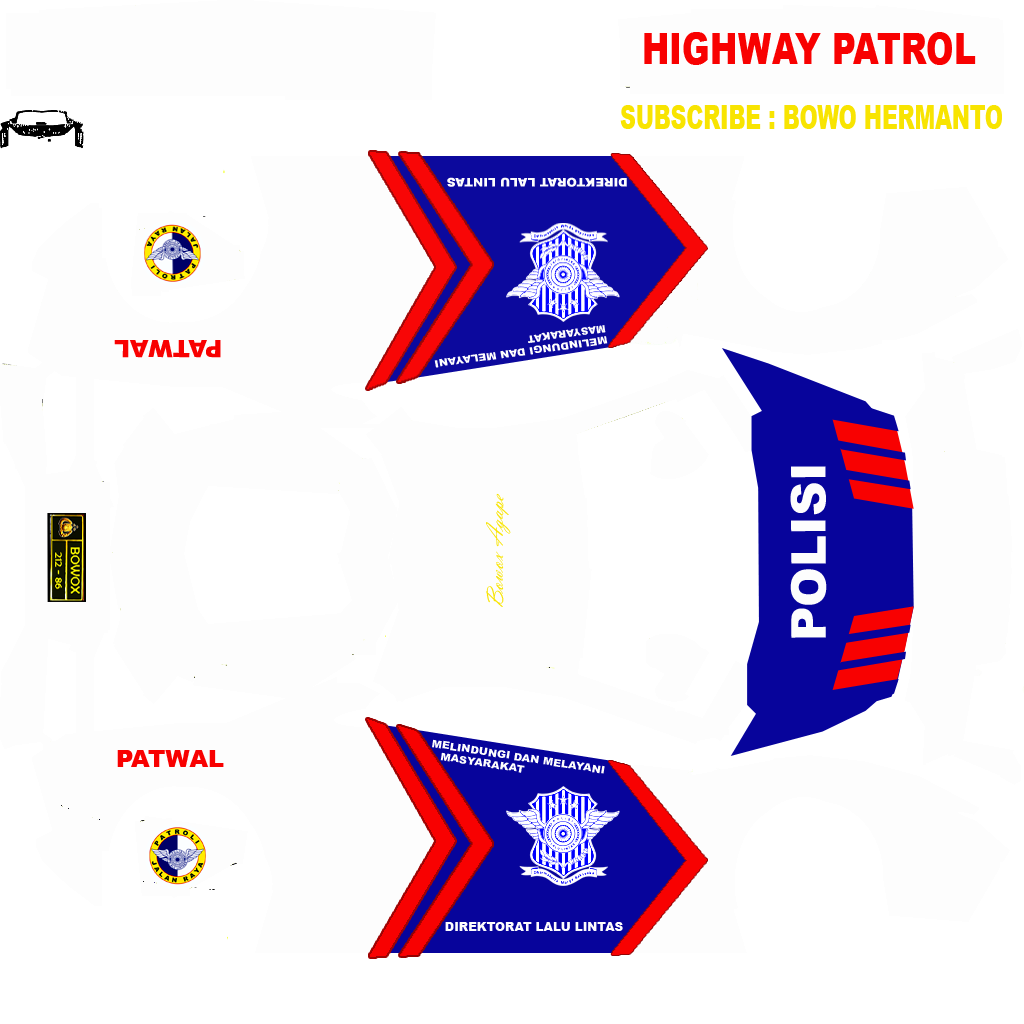 HIGHWAY PATROL
SUBSCRIBE : BOWO HERMANTO
DIREKTORAT LALU LINTAS
JALAN RAYA
PATROLI
MELINDUNGI DAN MELAYANI
MASYARAKAT
PATWAL
POLISI
Bowox Agape
BOWOX
212 - 86
PATWAL
MELINDUNGI DAN MELAYANI
MASYARAKAT
PATROLI
JALAN RAYA
DIREKTORAT LALU LINTAS